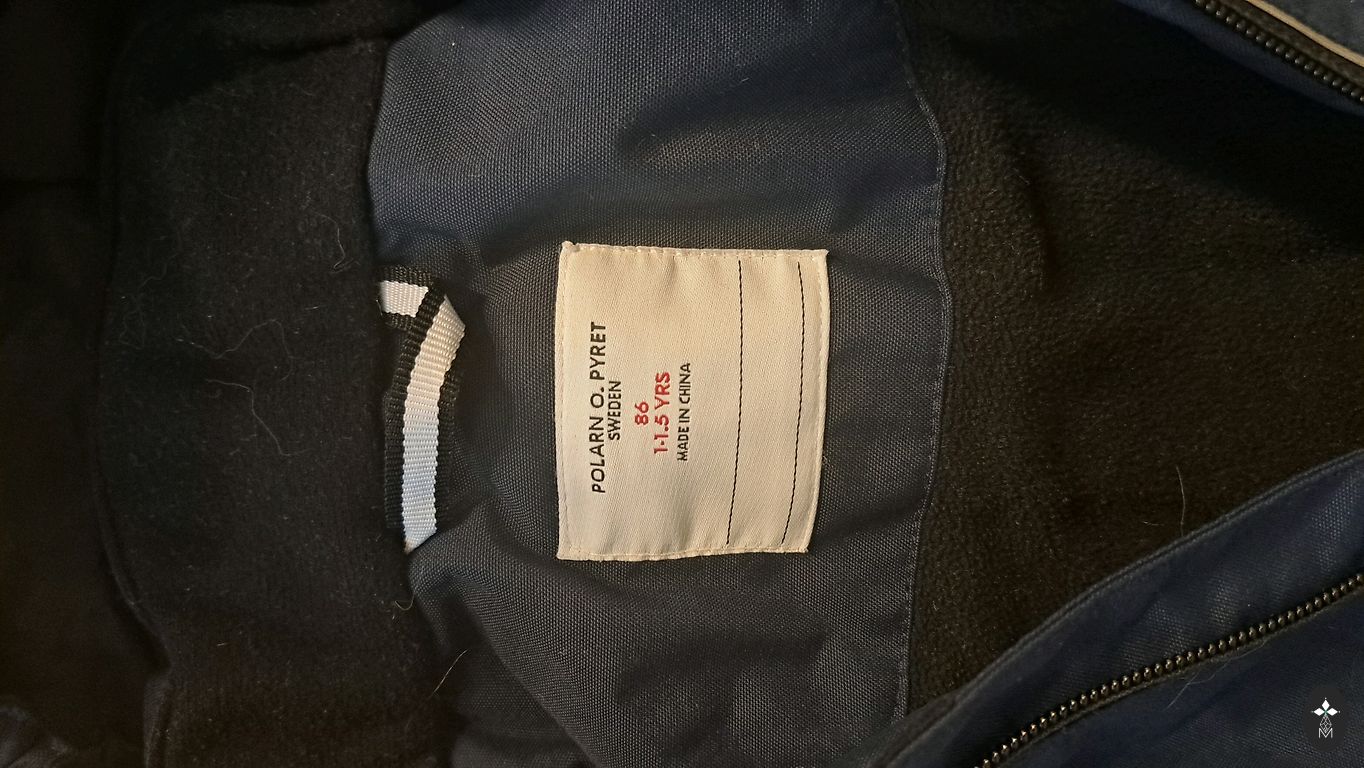 POLARN O. PYRET
SWEDEN
86
1-1.5 YRS
MADE IN CHINA